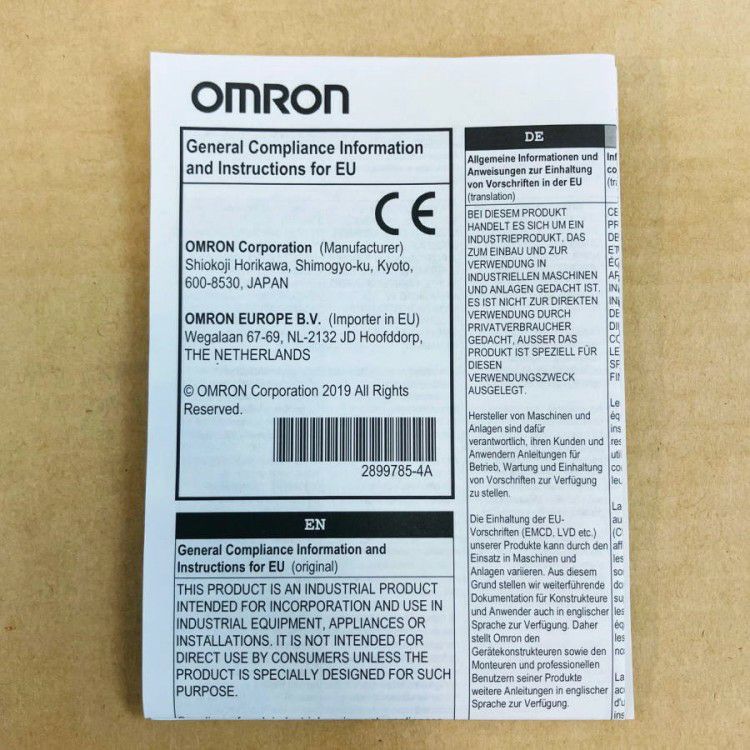 OMRON
General Compliance Information
and Instructions for EU
CE
OMRON Corporation (Manufacturer)
Shiokoji Horikawa, Shimogyo-ku, Kyoto,
600-8530, JAPAN
OMRON EUROPE B.V. (Importer in EU)
Wegalaan 67-69, NL-2132 JD Hoofddorp,
THE NETHERLANDS
© OMRON Corporation 2019 All Rights
Reserved.
2899785-4A
EN
General Compliance Information and
Instructions for EU (original)
THIS PRODUCT IS AN INDUSTRIAL PRODUCT
INTENDED FOR INCORPORATION AND USE IN
INDUSTRIAL EQUIPMENT, APPLIANCES OR
INSTALLATIONS. IT IS NOT INTENDED FOR
DIRECT USE BY CONSUMERS UNLESS THE
PRODUCT IS SPECIALLY DESIGNED FOR SUCH
PURPOSE.
DE
Allgemeine Informationen und
Anweisungen zur Einhaltung
von Vorschriften in der EU
(translation)
BEI DIESEM PRODUKT
HANDELT ES SICH UM EIN
INDUSTRIEPRODUKT, DAS
ZUM EINBAU UND ZUR
VERWENDUNG IN
INDUSTRIELLEN MASCHINEN
UND ANLAGEN GEDACHT IST.
ES IST NICHT ZUR DIREKTEN
VERWENDUNG DURCH
PRIVATVERBRAUCHER
GEDACHT, AUSSER DAS
PRODUKT IST SPEZIELL FÜR
DIESEN
VERWENDUNGSZWECK
AUSGELEGT.
Hersteller von Maschinen und
Anlagen sind dafür
verantwortlich, ihren Kunden und
Anwendern Anleitungen für
Betrieb, Wartung und Einhaltung
von Vorschriften zur Verfügung
zu stellen.
Die Einhaltung der EU-
Vorschriften (EMCD, LVD etc.)
unserer Produkte kann durch den
Einsatz in Maschinen und
Anlagen variieren. Aus diesem
Grund stellen wir weiterführende
Dokumentation für Konstrukteure
und Anwender auch in englischer
Sprache zur Verfügung. Daher
stellt Omron den
Gerätekonstrukteuren sowie den
Monteuren und professionellen
Benutzern seiner Produkte
weitere Anleitungen in englischer
Sprache zur Verfügung.